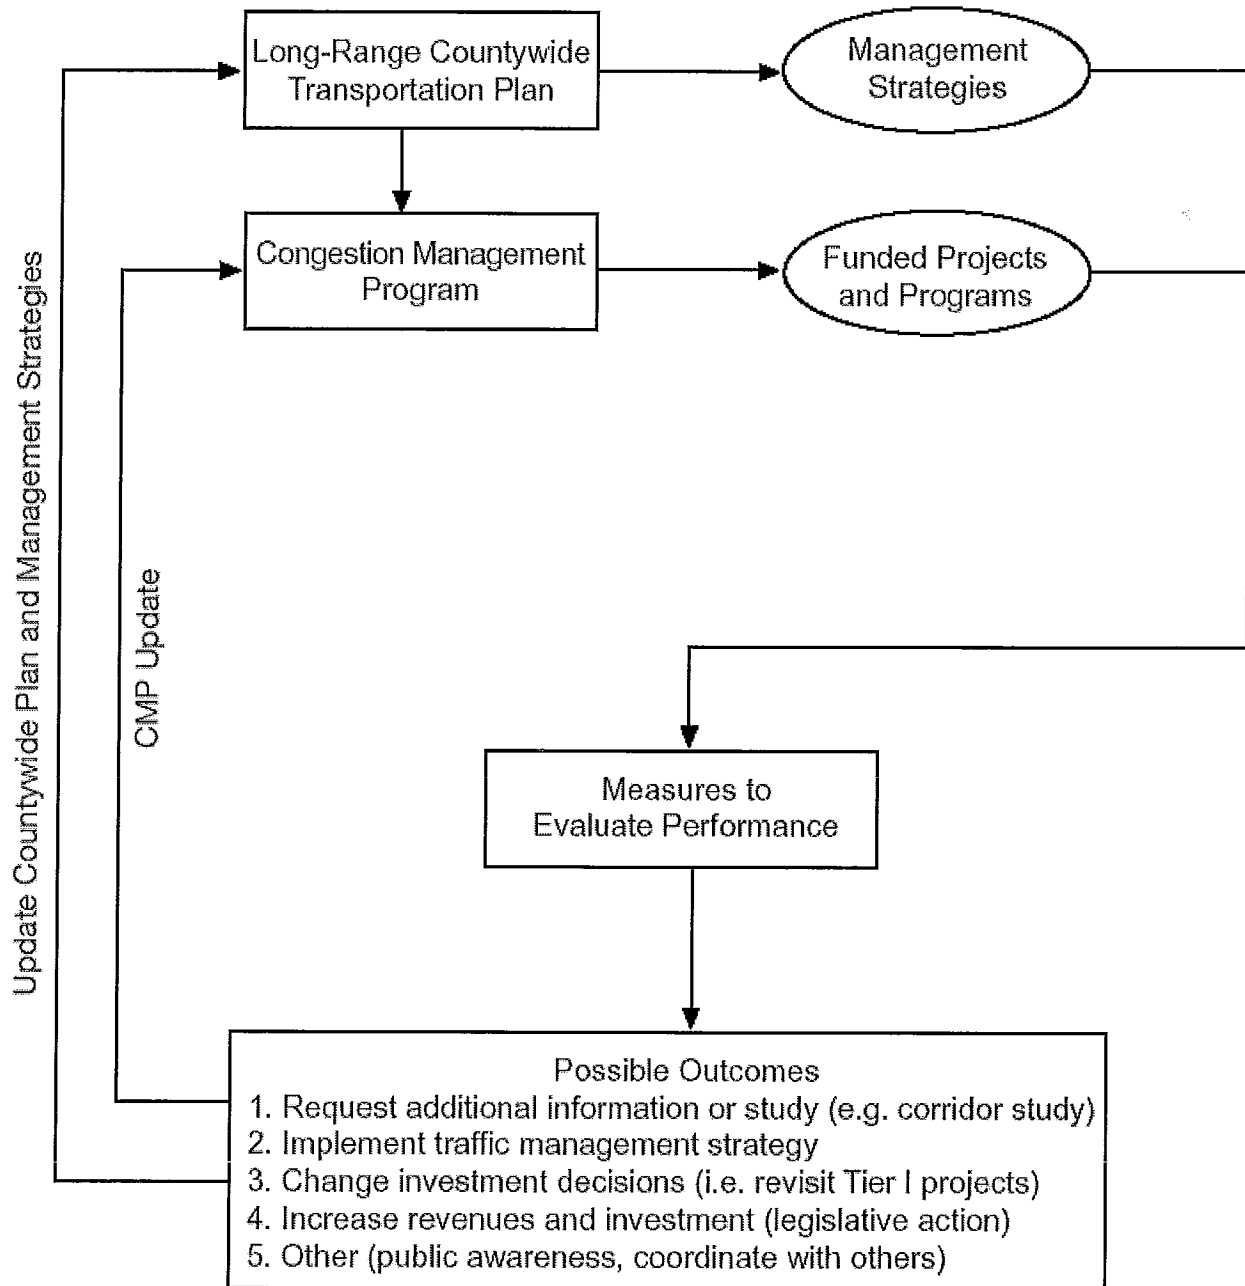 Long-Range Countywide
Transportation Plan
Management
Strategies
Congestion Management
Program
Funded Projects
and Programs
Update Countywide Plan and Management Strategies
CMP Update
Measures to
Evaluate Performance
Possible Outcomes
1. Request additional information or study (e.g. corridor study)
2. Implement traffic management strategy
3. Change investment decisions (i.e. revisit Tier I projects)
4. Increase revenues and investment (legislative action)
5. Other (public awareness, coordinate with others)